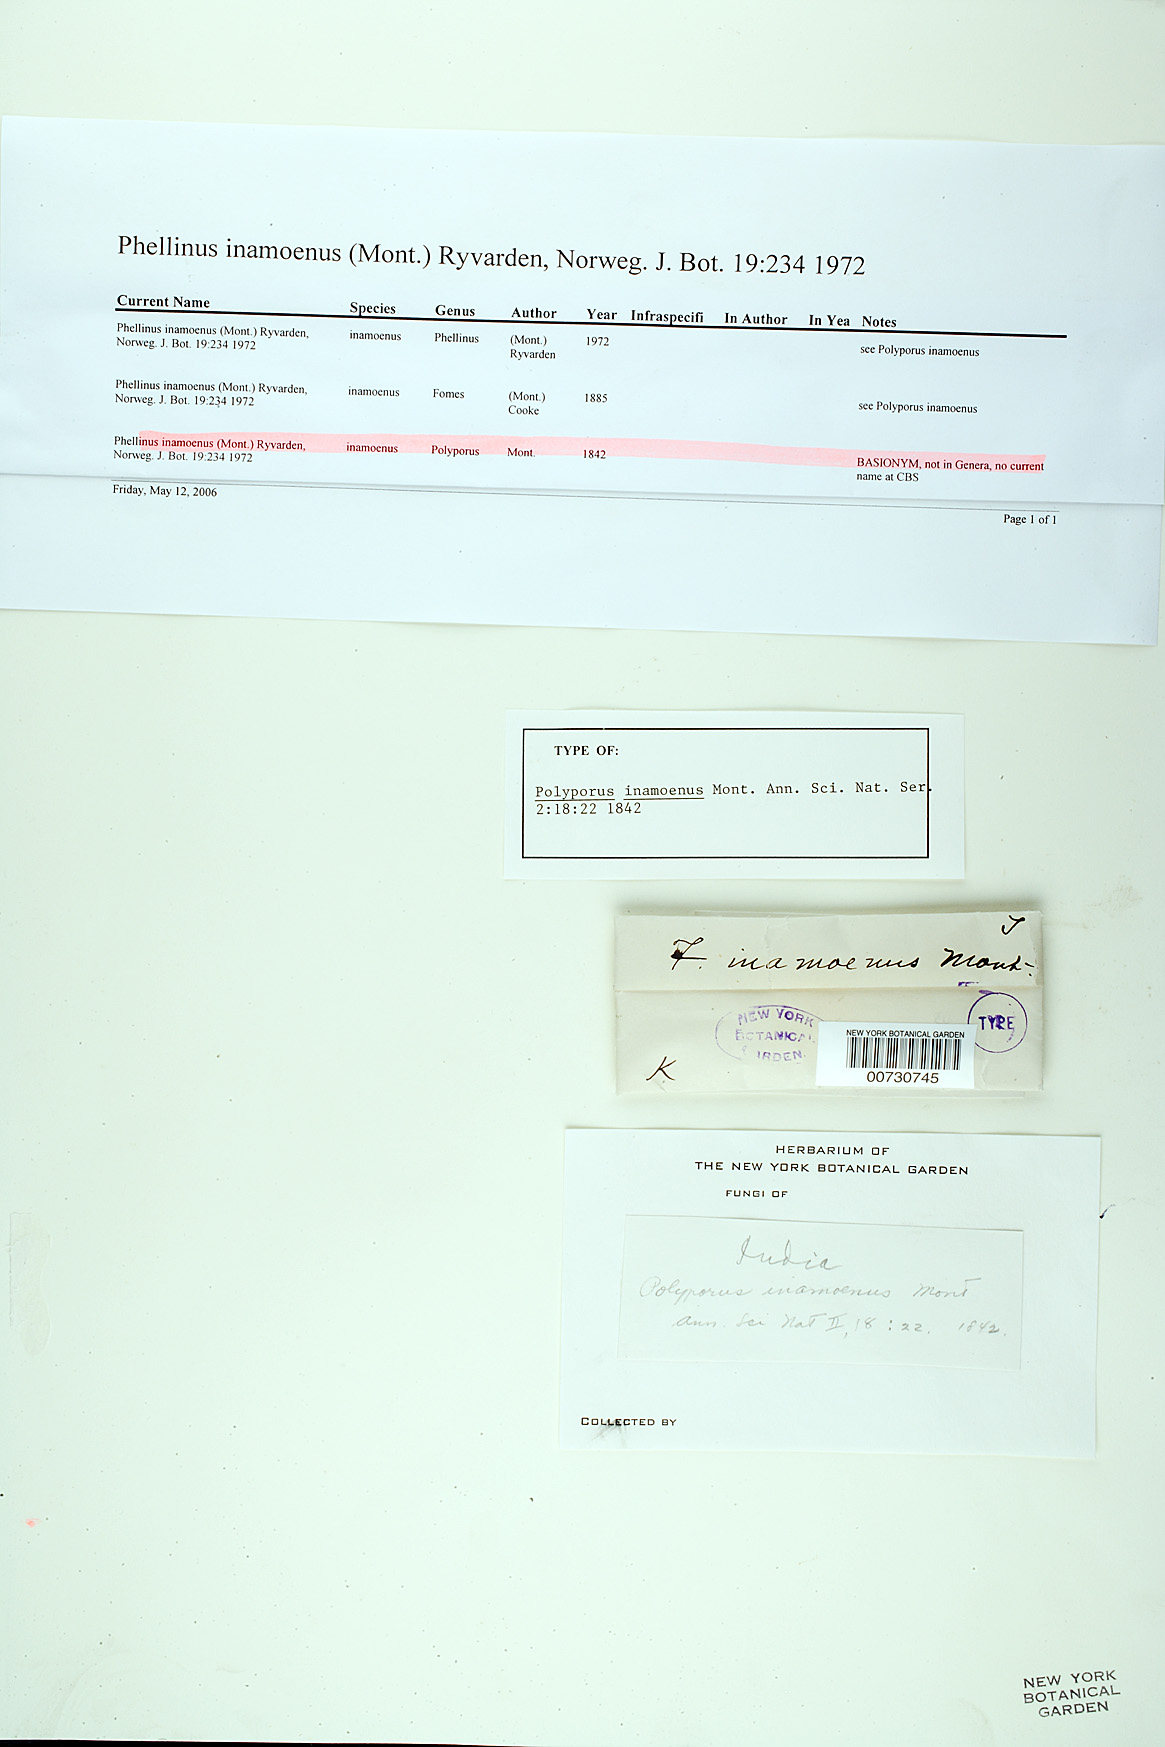 Phellinus inamoenus (Mont.) Ryvarden, Norweg. J. Bot. 19:234 1972
Current Name Species Genus Author Year Infraspecifi In Author In Yea Notes
Phellinus inamoenus (Mont.) Ryvarden, inamoenus Phellinus (Mont.) 1972 see Polyporus inamoenus
Norweg. J. Bot. 19:234 1972 Ryvarden
Phellinus inamoenus (Mont.) Ryvarden, inamoenus Fomes (Mont.) 1885 see Polyporus inamoenus
Norweg. J. Bot. 19:234 1972 Cooke
Phellinus inamoenus (Mont.) Ryvarden, inamoenus Polyporus Mont. 1842 BASIONYM, not in Genera, no current
Norweg. J. Bot. 19:234 1972 name at CBS
Friday, May 12, 2006
Page 1 of 1
TYPE OF:
Polyporus inamoenus Mont. Ann. Sci. Nat. Ser.
2:18:22 1842
F. inamoenus Mont.
NEW YORK
BOTANICAL
GARDEN
TYPE
K
NEW YORK BOTANICAL GARDEN
00730745
HERBARIUM OF
THE NEW YORK BOTANICAL GARDEN
FUNGI OF
India
Polyporus inamoenus Mont
Ann. Sci Nat II, 18:22. 1842.
COLLECTED BY
NEW YORK
BOTANICAL
GARDEN